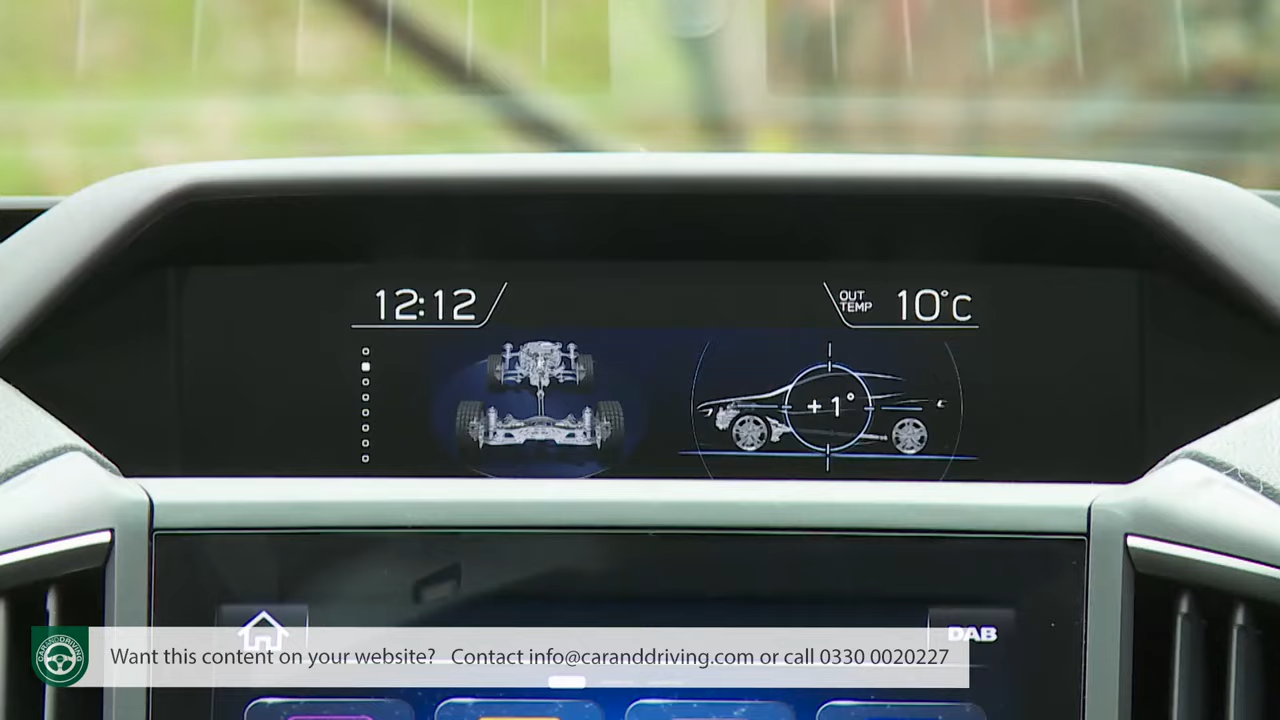 12:12
OUT
TEMP
10°c
+1°
DAB
CARANDDRIVING
Want this content on your website? Contact info@caranddriving.com or call 0330 0020227